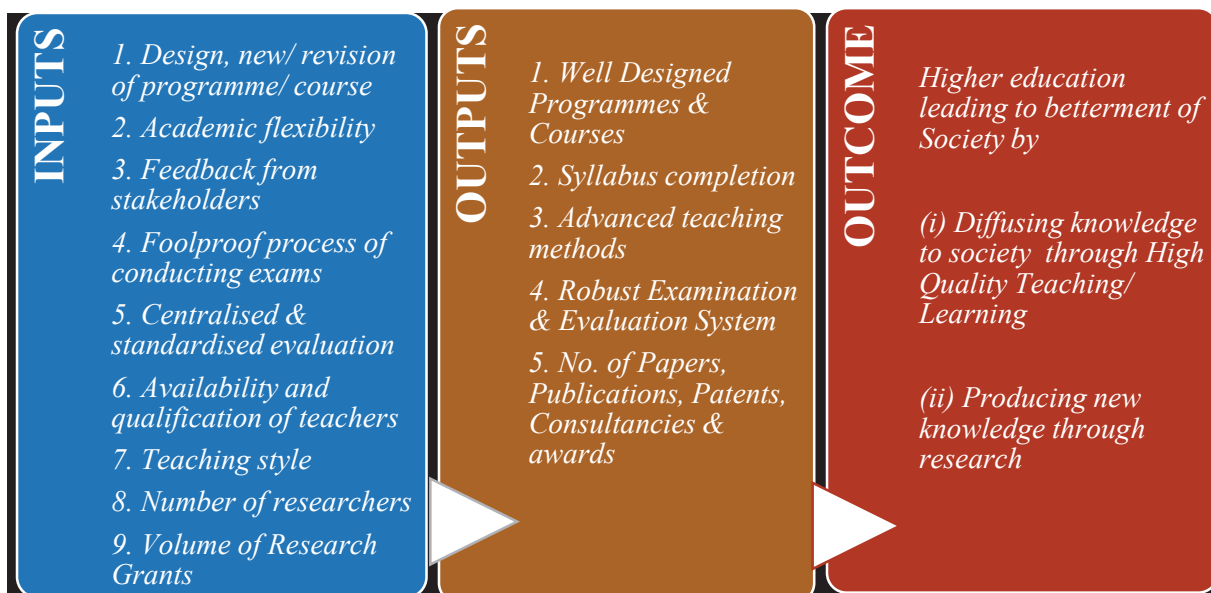 INPUTS
1. Design, new/ revision
of programme/ course
2. Academic flexibility
3. Feedback from
stakeholders
4. Foolproof process of
conducting exams
5. Centralised &
standardised evaluation
6. Availability and
qualification of teachers
7. Teaching style
8. Number of researchers
9. Volume of Research
Grants
OUTPUTS
1. Well Designed
Programmes &
Courses
2. Syllabus completion
3. Advanced teaching
methods
4. Robust Examination
& Evaluation System
5. No. of Papers,
Publications, Patents,
Consultancies &
awards
OUTCOME
Higher education
leading to betterment of
Society by
(i) Diffusing knowledge
to society through High
Quality Teaching/
Learning
(ii) Producing new
knowledge through
research